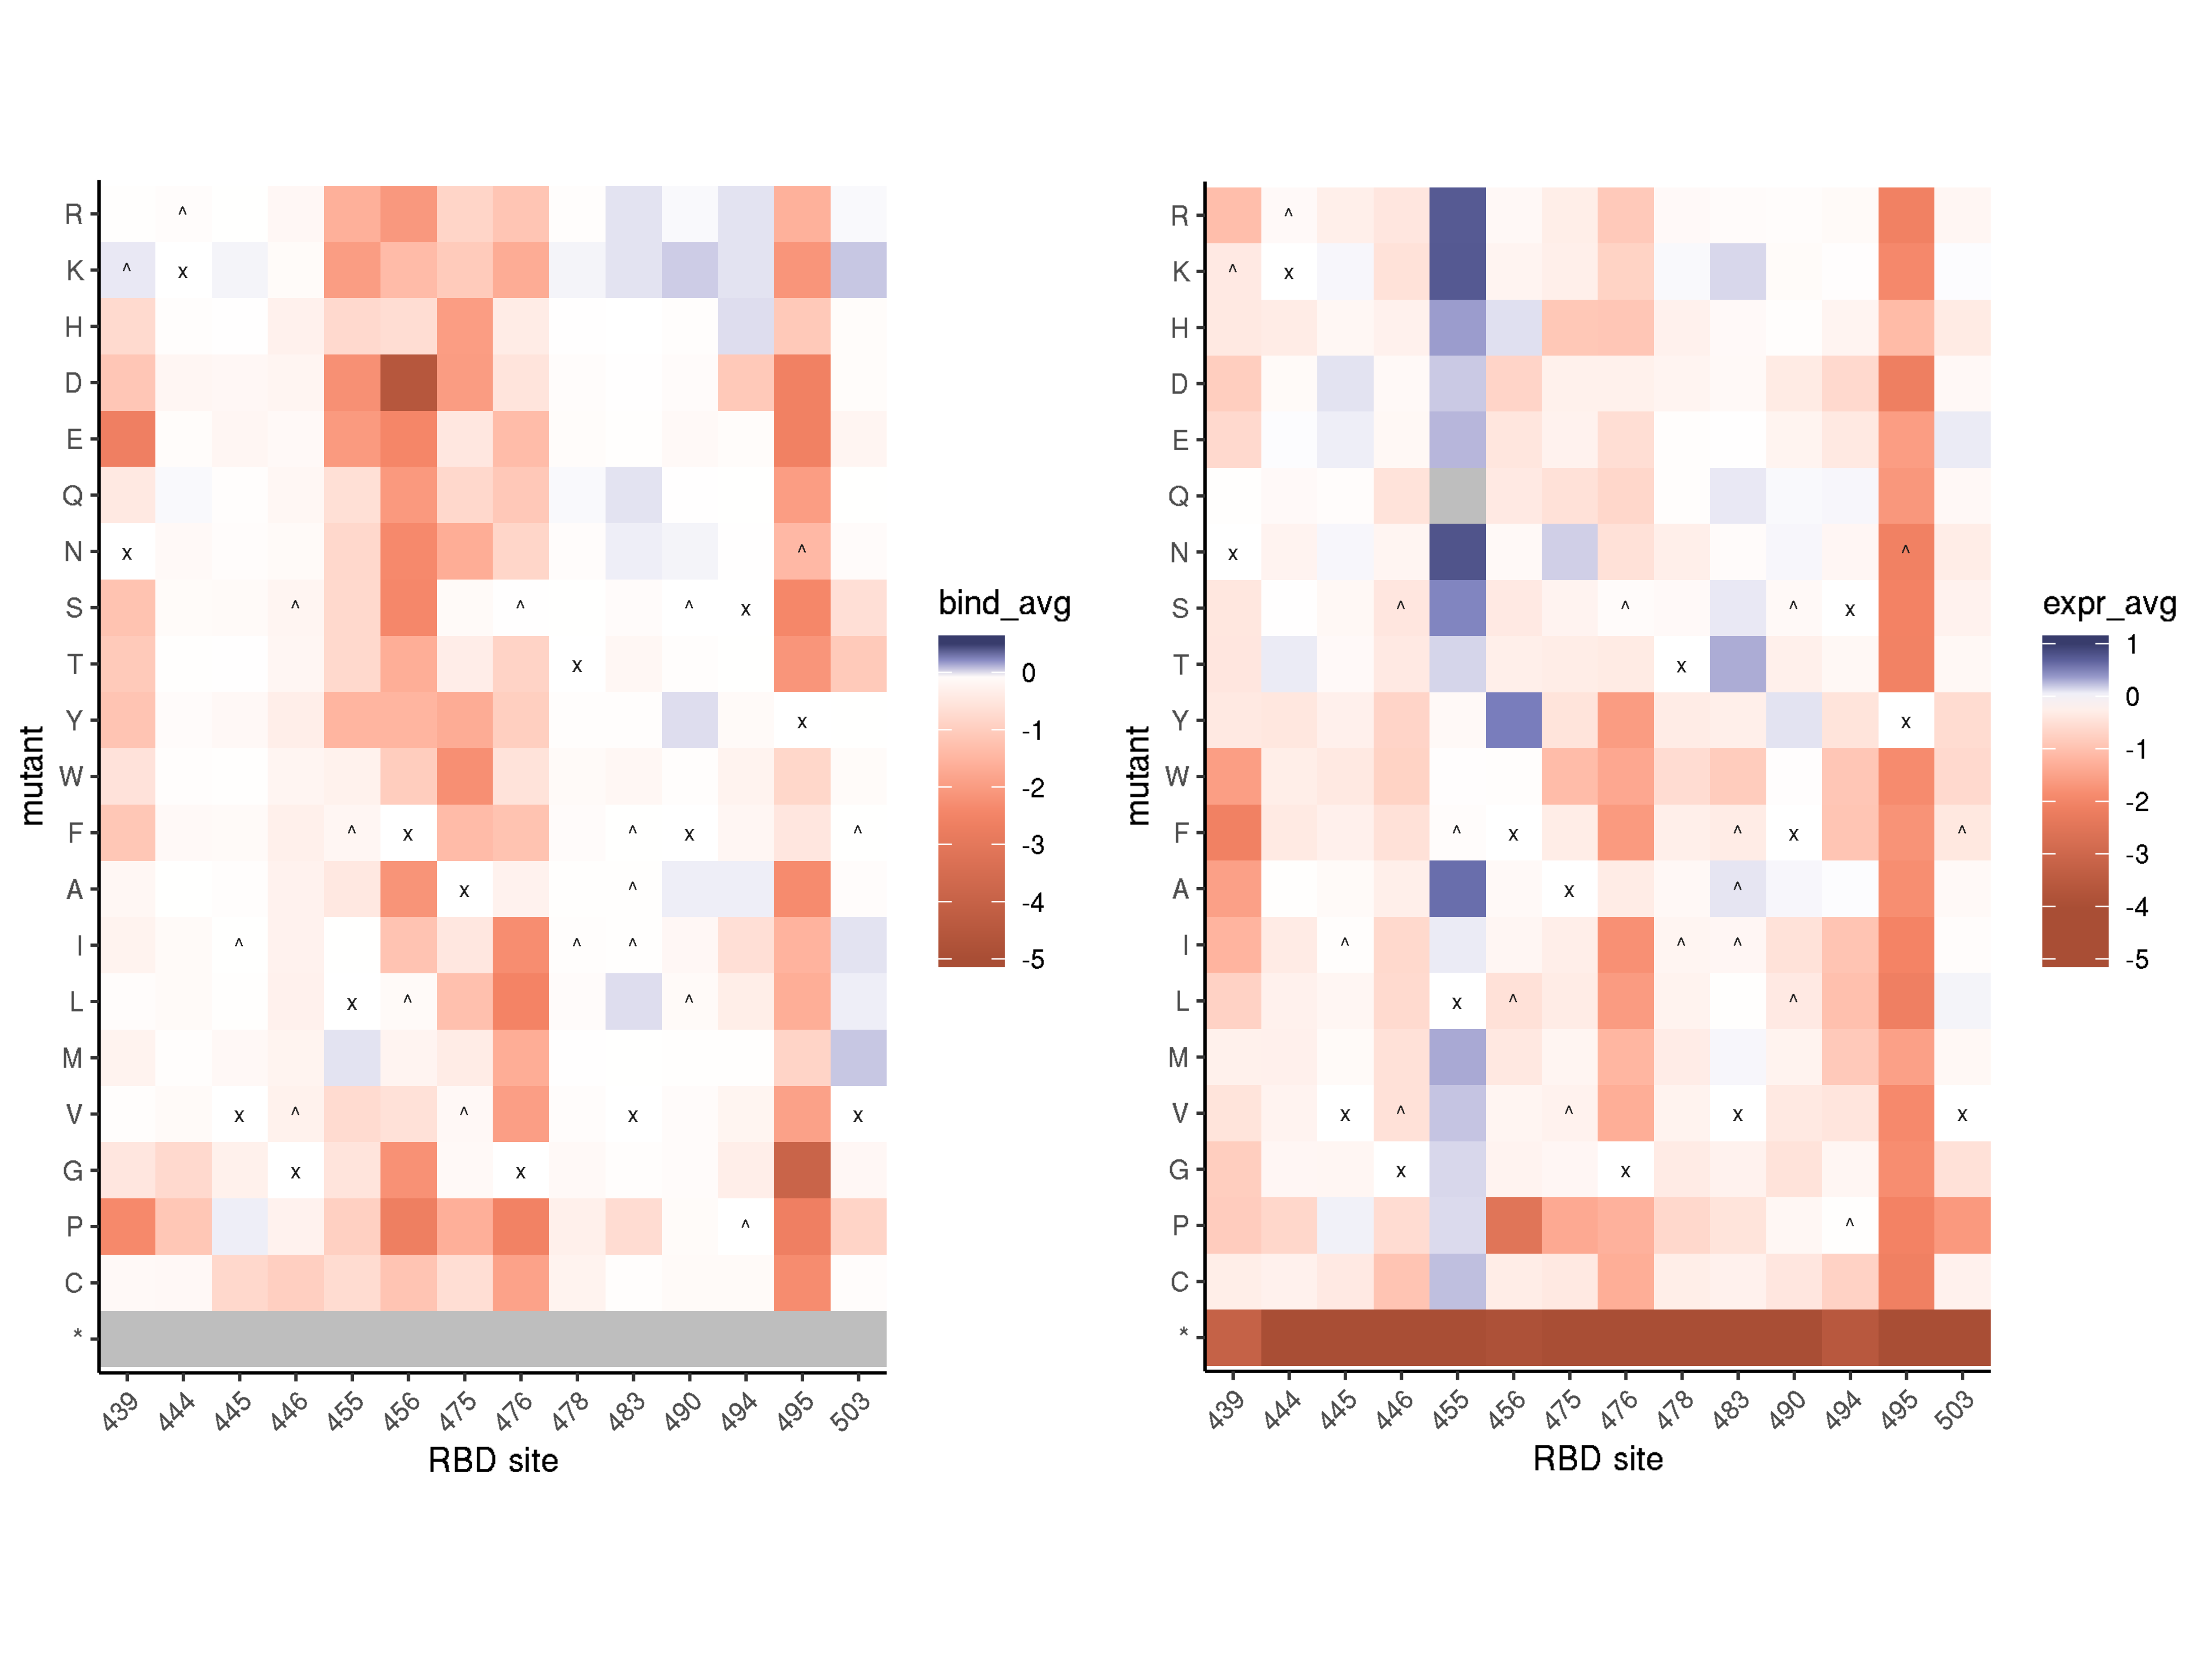 R ^
K ^ x
H
D
E
Q
N x ^
S ^ ^ ^ x
T x
Y x
W
F ^ x ^ x ^
A x ^
I ^ ^ ^
L x ^ ^
M
V x ^ ^ x x
G x x
P ^
C
*
439 444 445 446 455 456 475 476 478 483 490 494 495 503
RBD site
mutant
bind_avg
0
-1
-2
-3
-4
-5
R ^
K ^ x
H
D
E
Q
N x ^
S ^ ^ ^ x
T x
Y x
W
F ^ x ^ x ^
A x ^
I ^ ^ ^
L x ^ ^
M
V x ^ ^ x x
G x x
P ^
C
*
439 444 445 446 455 456 475 476 478 483 490 494 495 503
RBD site
mutant
expr_avg
1
0
-1
-2
-3
-4
-5